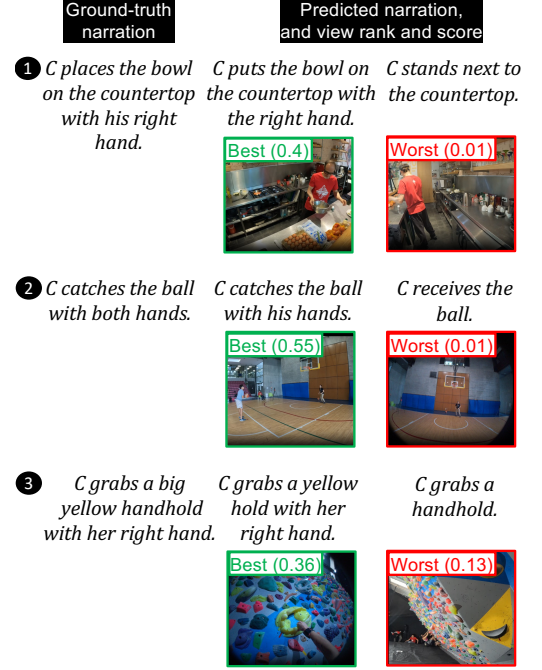 Ground-truth
narration
Predicted narration,
and view rank and score
1 C places the bowl
on the countertop
with his right
hand.
C puts the bowl on
the countertop with
the right hand.
C stands next to
the countertop.
Best (0.4)
Worst (0.01)
2 C catches the ball
with both hands.
C catches the ball
with his hands.
C receives the
ball.
Best (0.55)
Worst (0.01)
3 C grabs a big
yellow handhold
with her right hand.
C grabs a yellow
hold with her
right hand.
C grabs a
handhold.
Best (0.36)
Worst (0.13)